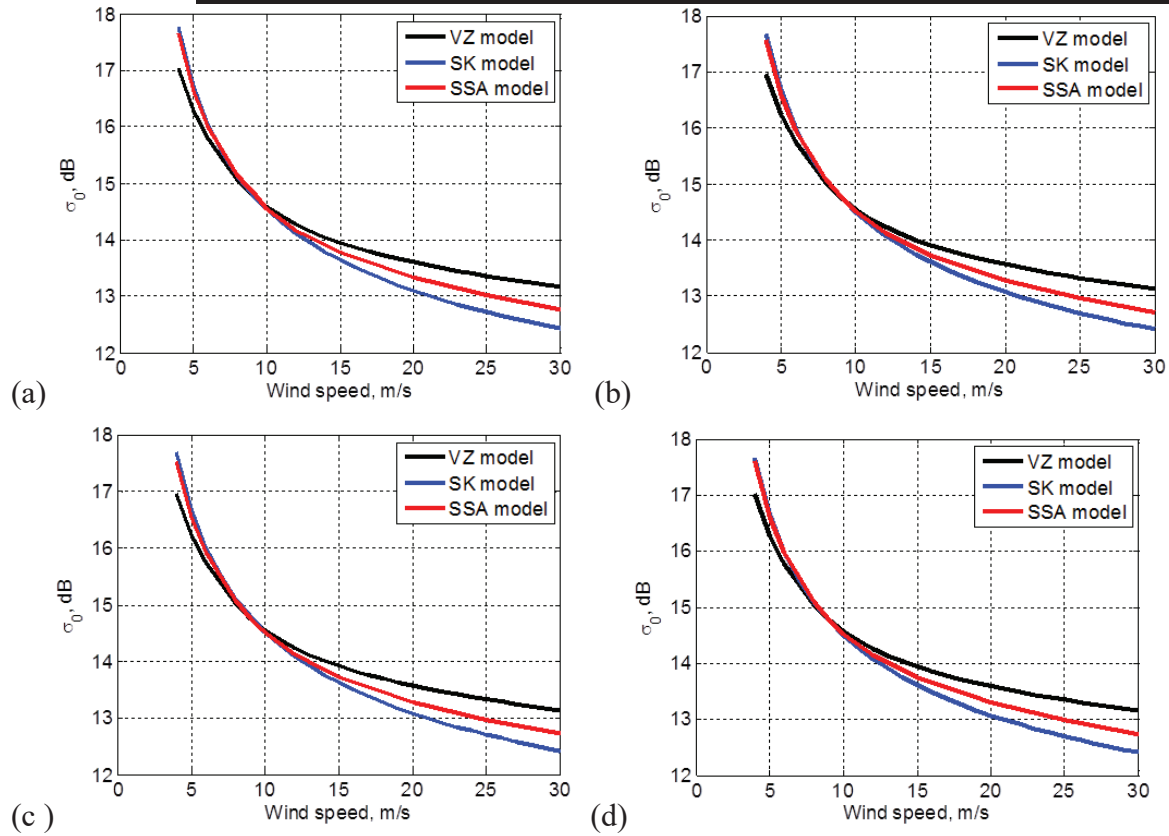 18
17
16
15
14
13
12
σ0, dB
0 5 10 15 20 25 30
Wind speed, m/s
VZ model
SK model
SSA model
(a)
18
17
16
15
14
13
12
σ0, dB
0 5 10 15 20 25 30
Wind speed, m/s
VZ model
SK model
SSA model
(b)
18
17
16
15
14
13
12
σ0, dB
0 5 10 15 20 25 30
Wind speed, m/s
VZ model
SK model
SSA model
(c )
18
17
16
15
14
13
12
σ0, dB
0 5 10 15 20 25 30
Wind speed, m/s
VZ model
SK model
SSA model
(d)